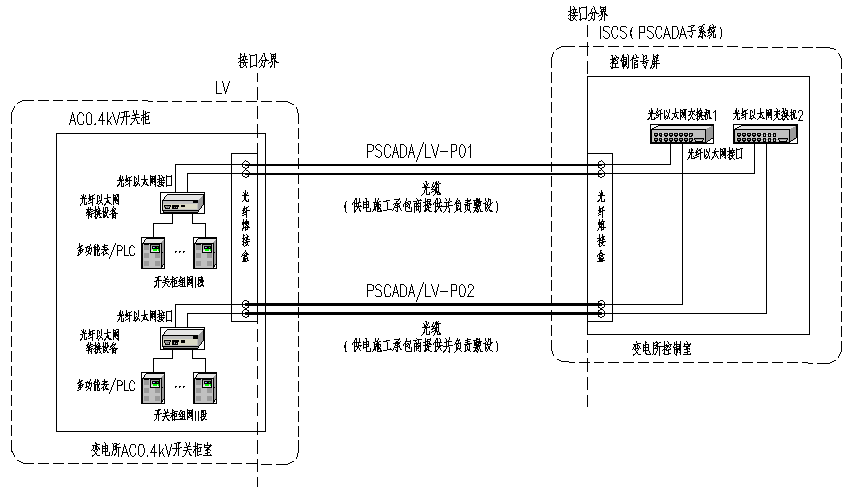 接口分界
ISCS(PSCADA子系统)
接口分界
控制信号屏
LV
AC0.4kV开关柜
光纤以太网交换机1
光纤以太网交换机2
PSCADA/LV-P01
光纤以太网接口
光纤以太网接口
光缆
(供电施工承包商提供并负责敷设)
光纤以太网
转换设备
光纤熔接盒
光纤熔接盒
多功能表/PLC
...
开关柜组网I段
PSCADA/LV-P02
光纤以太网接口
光缆
(供电施工承包商提供并负责敷设)
光纤以太网
转换设备
变电所控制室
多功能表/PLC
...
开关柜组网II段
变电所AC0.4kV开关柜室